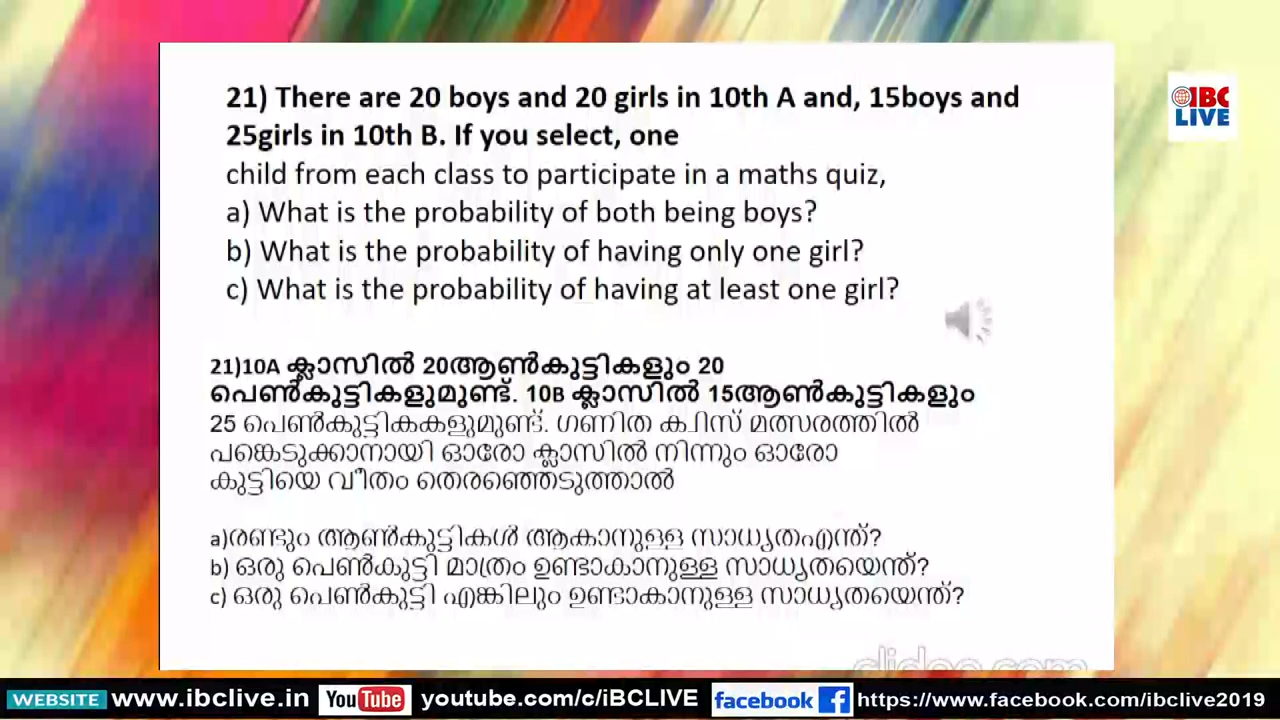 21) There are 20 boys and 20 girls in 10th A and, 15boys and
25girls in 10th B. If you select, one
child from each class to participate in a maths quiz,
a) What is the probability of both being boys?
b) What is the probability of having only one girl?
c) What is the probability of having at least one girl?
IBC
LIVE
21)10A ക്ലാസിൽ 20ആൺകുട്ടികളും 20
പെൺകുട്ടികളുമുണ്ട്. 10B ക്ലാസിൽ 15ആൺകുട്ടികളും
25 പെൺകുട്ടികകളുമുണ്ട്. ഗണിത ക്വിസ് മത്സരത്തിൽ
പങ്കെടുക്കാനായി ഓരോ ക്ലാസിൽ നിന്നും ഓരോ
കുട്ടിയെ വീതം തെരഞ്ഞെടുത്താൽ
a)രണ്ടും ആൺകുട്ടികൾ ആകാനുള്ള സാധ്യതഎന്ത്?
b) ഒരു പെൺകുട്ടി മാത്രം ഉണ്ടാകാനുള്ള സാധ്യതയെന്ത്?
c) ഒരു പെൺകുട്ടി എങ്കിലും ഉണ്ടാകാനുള്ള സാധ്യതയെന്ത്?
WEBSITE www.ibclive.in YouTube youtube.com/c/iBCLIVE facebook f https://www.facebook.com/ibclive2019